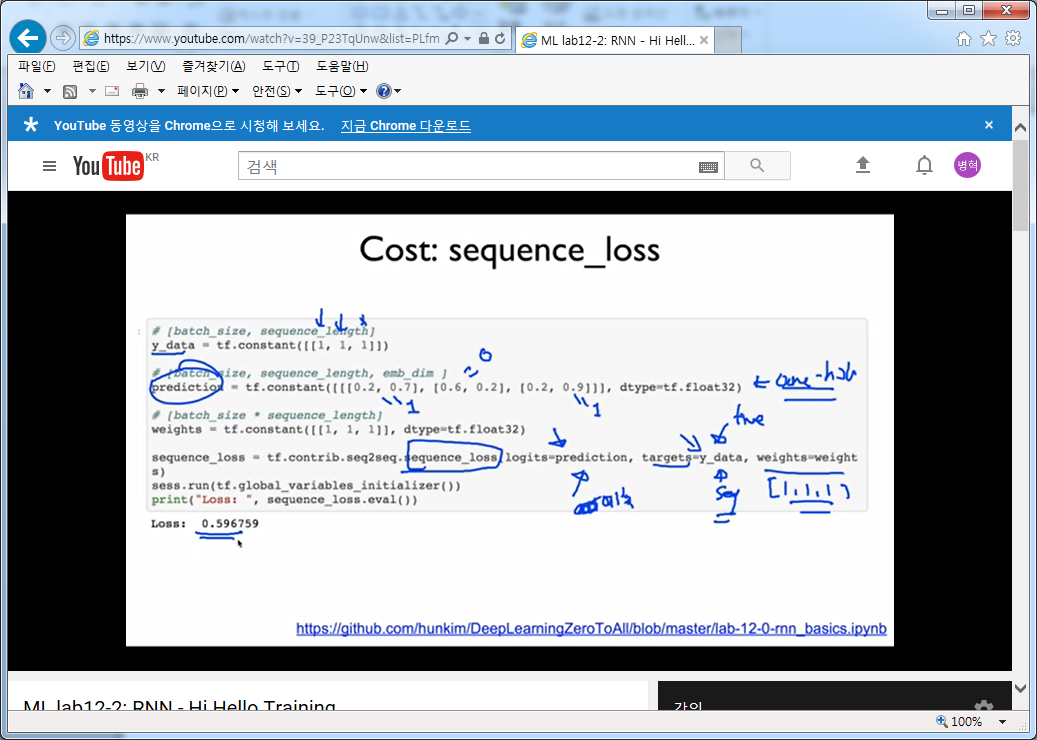 https://www.youtube.com/watch?v=39_P23TqUnw&list=PLfm
ML lab12-2: RNN - Hi Hello...
파일(F) 편집(E) 보기(V) 즐겨찾기(A) 도구(T) 도움말(H)
페이지(P) 안전(S) 도구(O)
YouTube 동영상을 Chrome으로 시청해 보세요. 지금 Chrome 다운로드
YouTube KR
검색
병혁
Cost: sequence_loss
# [batch_size, sequence_length]
y_data = tf.constant([[1, 1, 1]])
0
# [batch_size, sequence_length, emb_dim ]
prediction = tf.constant([[[0.2, 0.7], [0.6, 0.2], [0.2, 0.9]]], dtype=tf.float32)
one-hot
1 1
# [batch_size * sequence_length]
weights = tf.constant([[1, 1, 1]], dtype=tf.float32)
true
sequence_loss = tf.contrib.seq2seq.sequence_loss(logits=prediction, targets=y_data, weights=weight
s)
sess.run(tf.global_variables_initializer())
print("Loss: ", sequence_loss.eval())
seq
[1,1,1)
Loss: 0.596759
https://github.com/hunkim/DeepLearningZeroToAll/blob/master/lab-12-0-rnn_basics.ipynb
ML lab12-2: RNN - Hi Hello Training
강의
100%